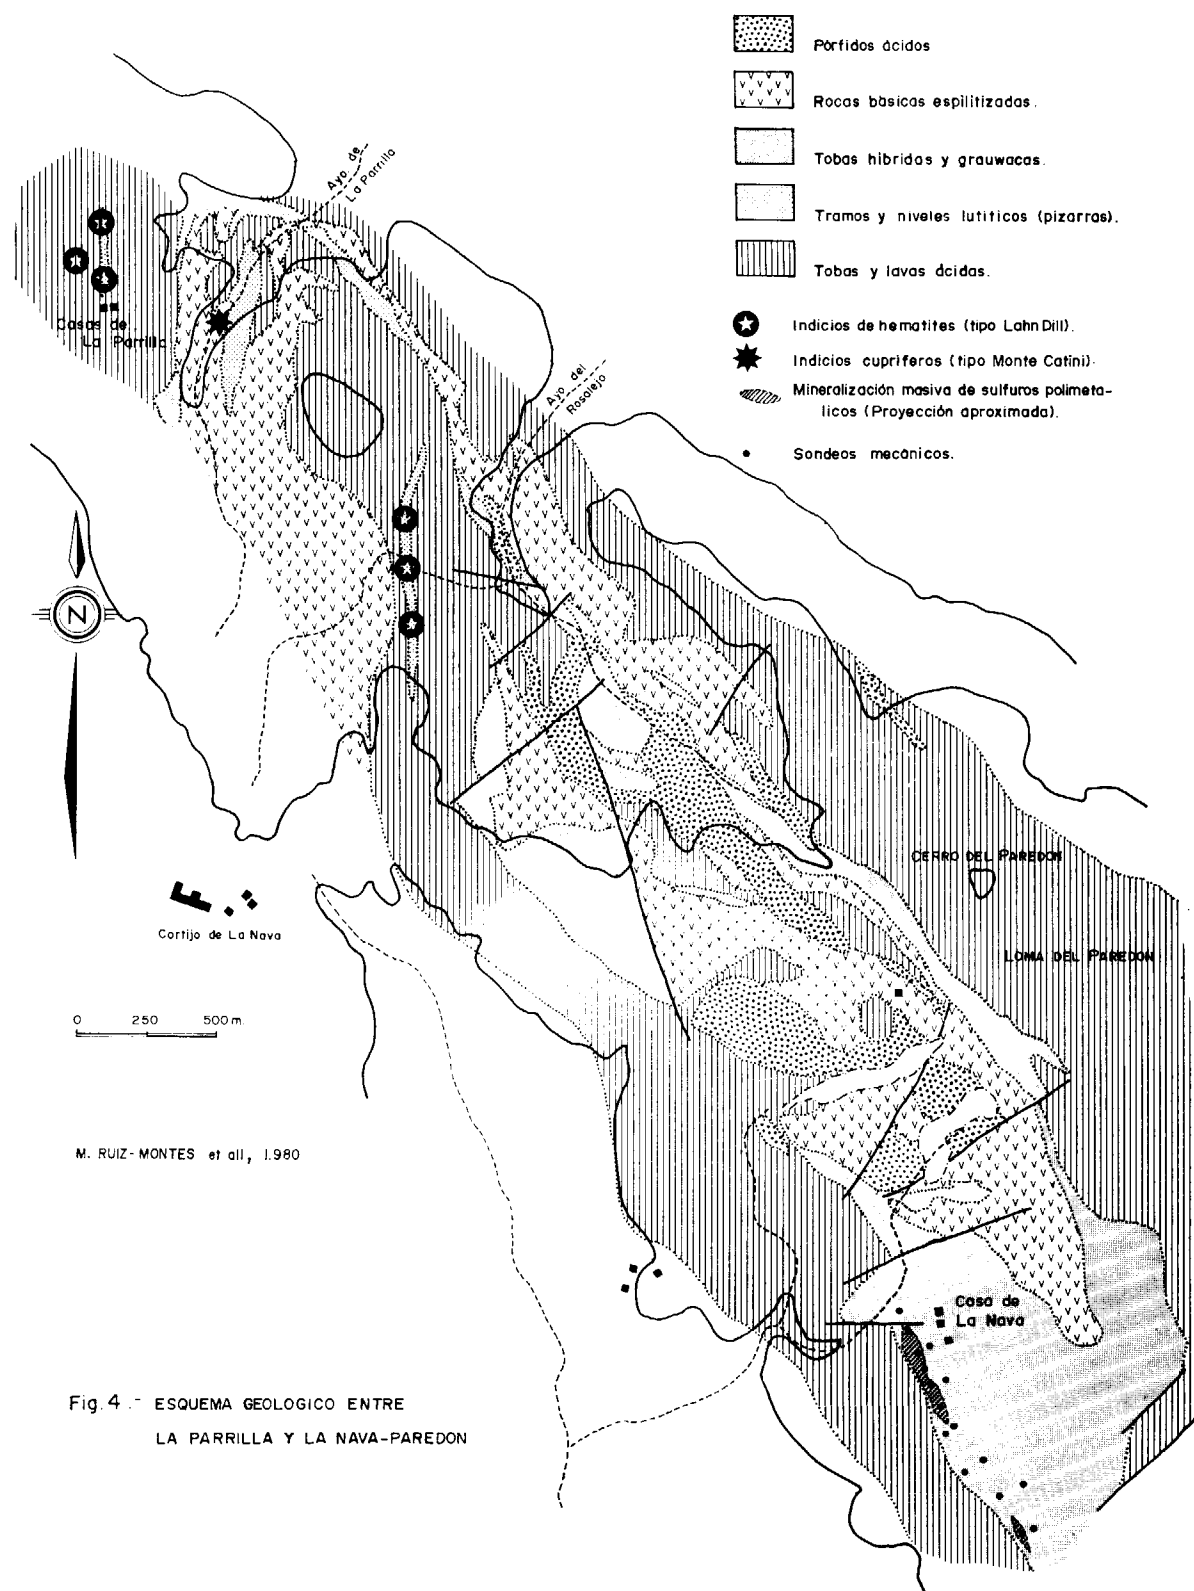 Pórfidos ácidos
Rocas básicas espilitizadas.
Tobas hibridas y grauwacas.
Tramos y niveles lutíticos (pizarras).
Tobas y lavas ácidas.
Indicios de hematites (tipo Lahn Dill).
Indicios cupríferos (tipo Monte Catini).
Mineralización masiva de sulfuros polimeta-
licos (Proyección aproximada).
Sondeos mecánicos.
Ayo. de
La Parrilla
Casas de
La Parrilla
Ayo. del
Rosalejo
N
CERRO DEL PAREDON
LOMA DEL PAREDON
Cortijo de La Nava
0 250 500 m.
M. RUIZ-MONTES et all, 1.980
Casa de
La Nava
Fig. 4.- ESQUEMA GEOLOGICO ENTRE
LA PARRILLA Y LA NAVA-PAREDON